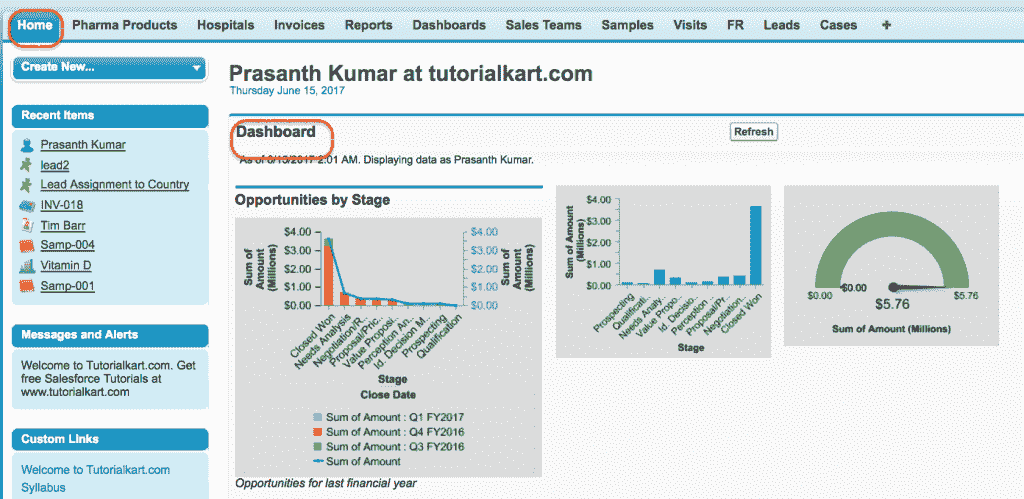 Home Pharma Products Hospitals Invoices Reports Dashboards Sales Teams Samples Visits FR Leads Cases +
Create New...
Recent Items
Prasanth Kumar
lead2
Lead Assignment to Country
INV-018
Tim Barr
Samp-004
Vitamin D
Samp-001
Messages and Alerts
Welcome to Tutorialkart.com. Get
free Salesforce Tutorials at
www.tutorialkart.com
Custom Links
Welcome to Tutorialkart.com
Syllabus
Prasanth Kumar at tutorialkart.com
Thursday June 15, 2017
Dashboard
Refresh
As of 6/15/2017 2:01 AM. Displaying data as Prasanth Kumar.
Opportunities by Stage
Sum of
Amount
(Millions)
$4.00
$3.00
$2.00
$1.00
$0.00
$4.00
$3.00
$2.00
$1.00
$0.00
Sum of
Amount
(Millions)
Closed Won
Needs Analysis
Negotiation/R...
Proposal/Pric...
Value Proposi...
Perception An...
Id. Decision M...
Prospecting
Qualification
Stage
Close Date
Sum of Amount : Q1 FY2017
Sum of Amount : Q4 FY2016
Sum of Amount : Q3 FY2016
Sum of Amount
Opportunities for last financial year
Sum of Amount
(Millions)
$4.00
$3.00
$2.00
$1.00
$0.00
Prospecting
Qualificati...
Needs Analy...
Value Propo...
Id. Decisio...
Perception ...
Proposal/Pr...
Negotiation...
Closed Won
Stage
$0.00
$0.00
$5.76
$5.76
Sum of Amount (Millions)